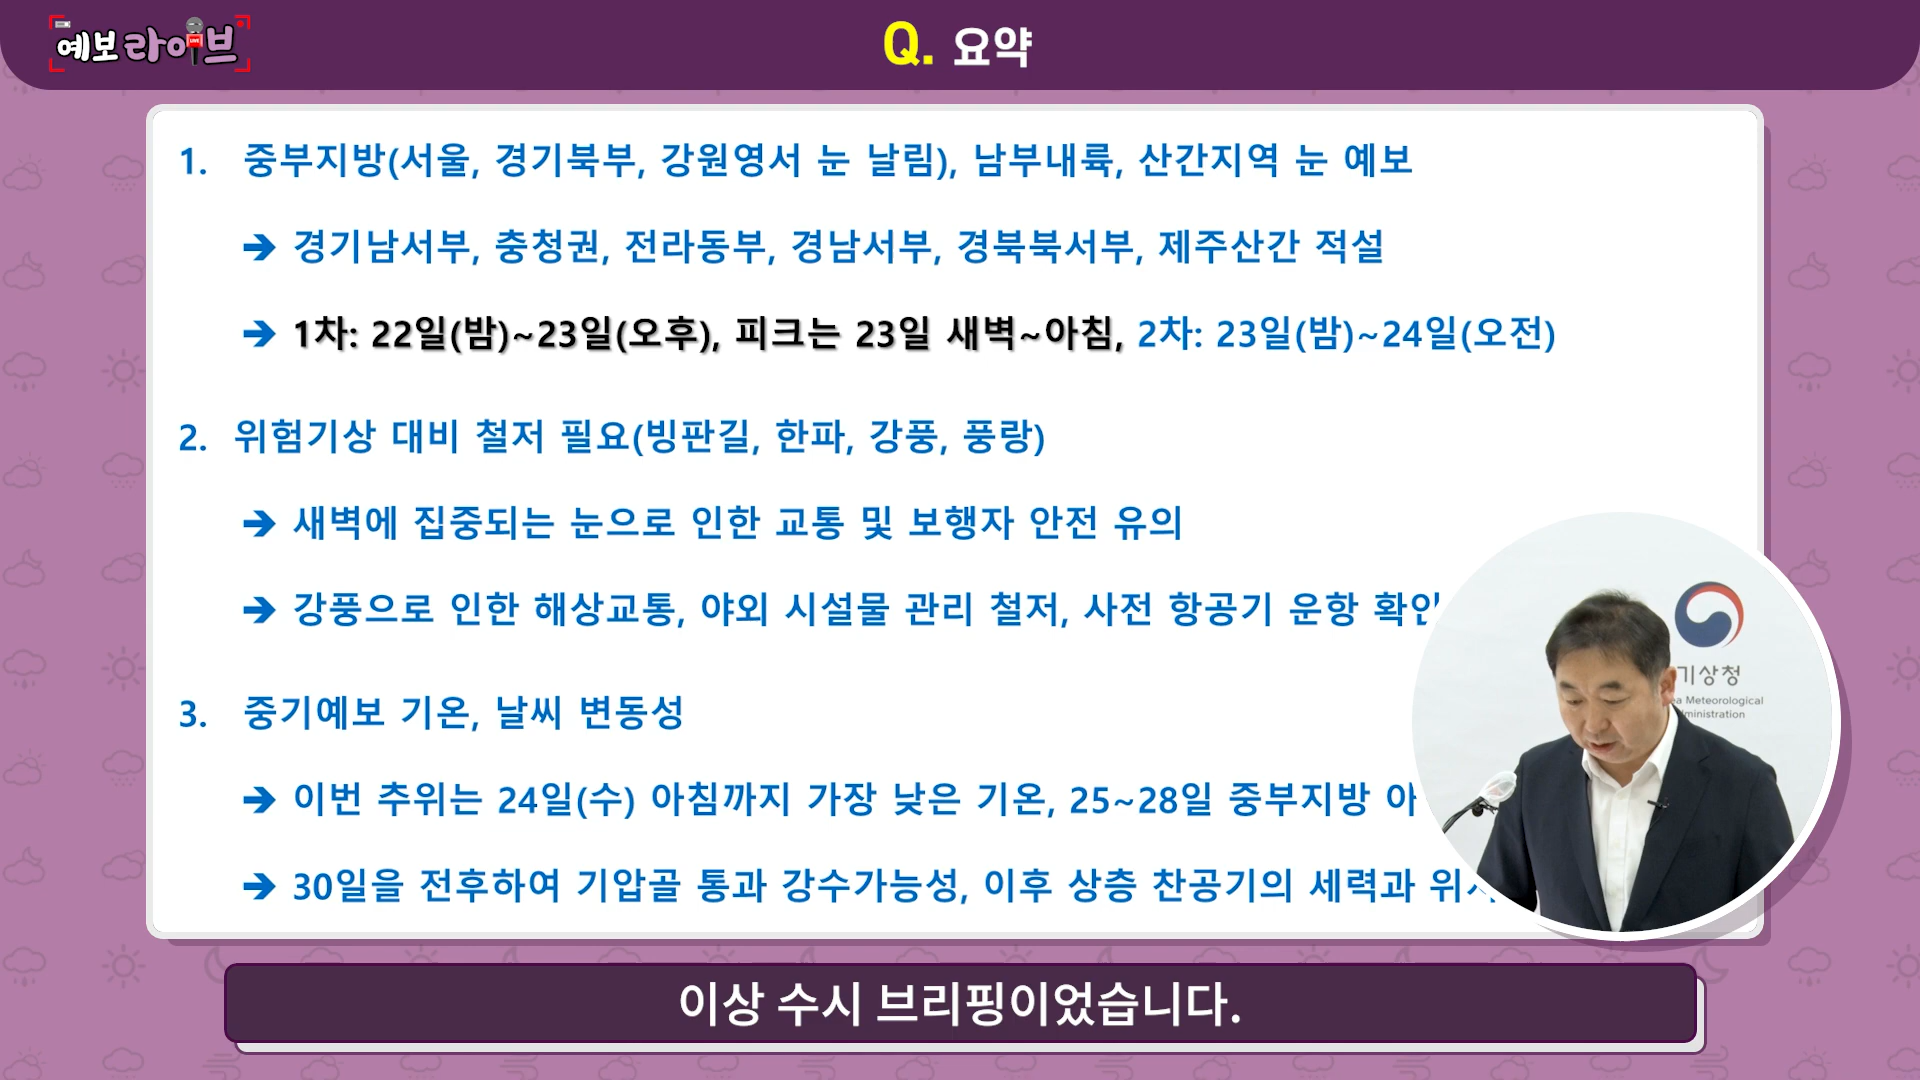 예보 라이브
LIVE
Q. 요약
1. 중부지방(서울, 경기북부, 강원영서 눈 날림), 남부내륙, 산간지역 눈 예보
➔ 경기남서부, 충청권, 전라동부, 경남서부, 경북북서부, 제주산간 적설
➔ 1차: 22일(밤)~23일(오후), 피크는 23일 새벽~아침, 2차: 23일(밤)~24일(오전)
2. 위험기상 대비 철저 필요(빙판길, 한파, 강풍, 풍랑)
➔ 새벽에 집중되는 눈으로 인한 교통 및 보행자 안전 유의
➔ 강풍으로 인한 해상교통, 야외 시설물 관리 철저, 사전 항공기 운항 확인
3. 중기예보 기온, 날씨 변동성
➔ 이번 추위는 24일(수) 아침까지 가장 낮은 기온, 25~28일 중부지방 아
➔ 30일을 전후하여 기압골 통과 강수가능성, 이후 상층 찬공기의 세력과
기상청
Meteorological
이상 수시 브리핑이었습니다.